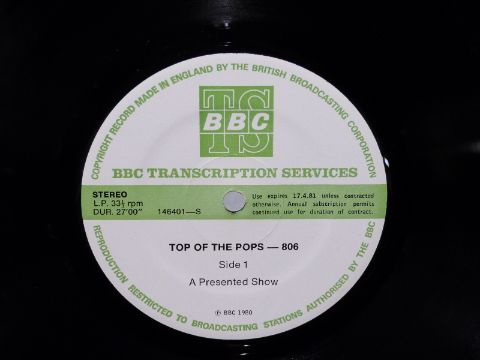 COPYRIGHT RECORD MADE IN ENGLAND BY THE BRITISH BROADCASTING CORPORATION
TS
BBC
BBC TRANSCRIPTION SERVICES
STEREO
L.P. 33⅓ rpm
DUR. 27'00"
146401—S
Use expires 17.4.81 unless contracted
otherwise. Annual subscription permits
continued use for duration of contract.
TOP OF THE POPS — 806
Side 1
A Presented Show
℗ BBC 1980
REPRODUCTION RESTRICTED TO BROADCASTING STATIONS AUTHORISED BY THE BBC